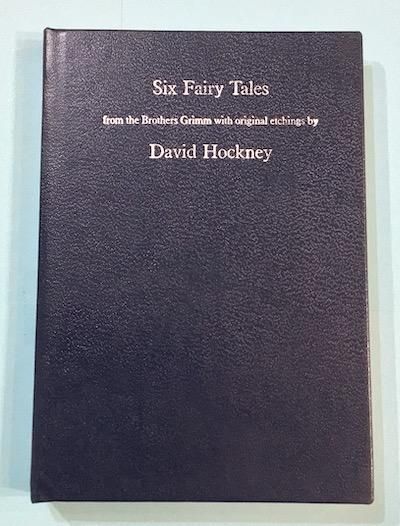 Six Fairy Tales
from the Brothers Grimm with original etchings by
David Hockney